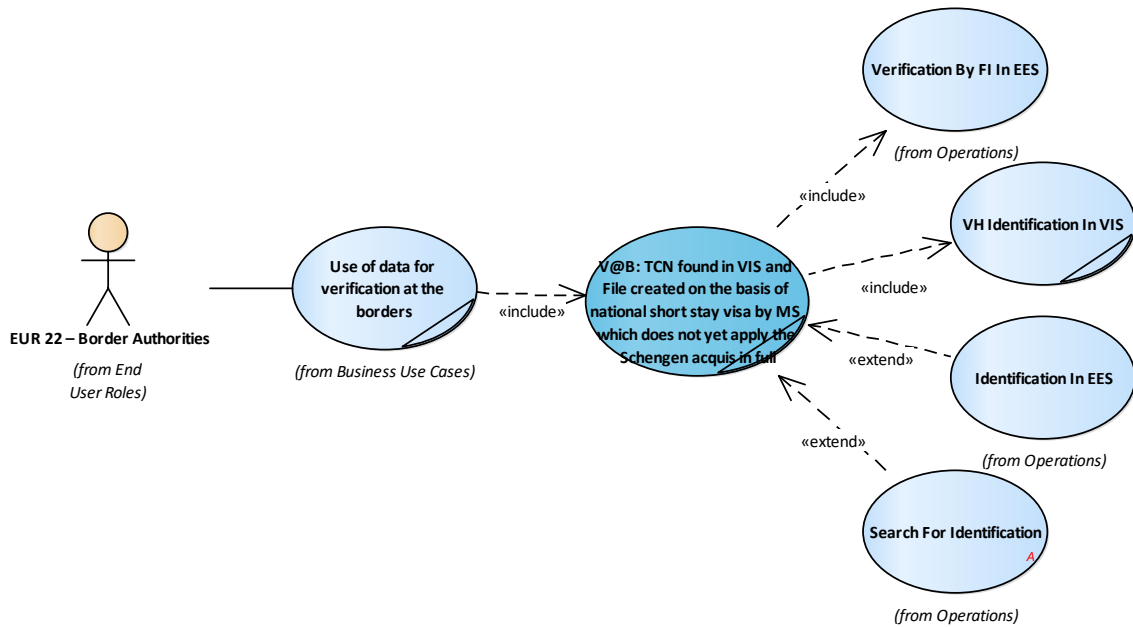 Verification By FI In EES
(from Operations)
«include»
VH Identification In VIS
«include»
EUR 22 – Border Authorities
(from End
User Roles)
Use of data for
verification at the
borders
(from Business Use Cases)
«include»
V@B: TCN found in VIS and
File created on the basis of
national short stay visa by MS
which does not yet apply the
Schengen acquis in full
«extend»
Identification In EES
(from Operations)
«extend»
Search For Identification
A
(from Operations)